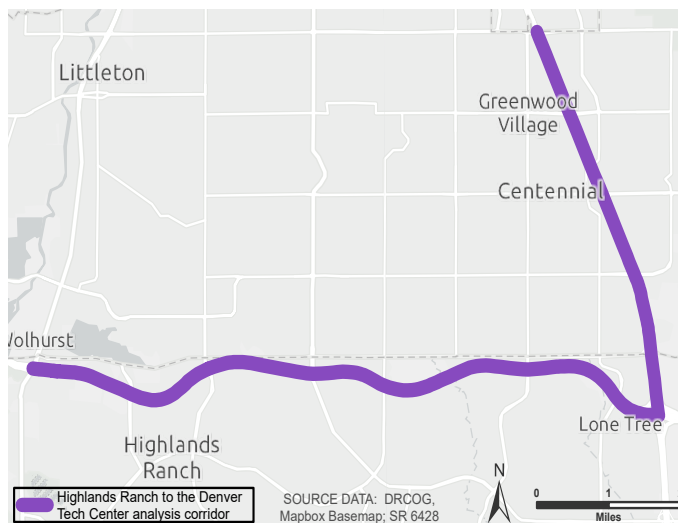 Littleton
Greenwood
Village
Centennial
Wolhurst
Lone Tree
Highlands
Ranch
N
Highlands Ranch to the Denver
Tech Center analysis corridor
SOURCE DATA: DRCOG,
Mapbox Basemap; SR 6428
0 1
Miles